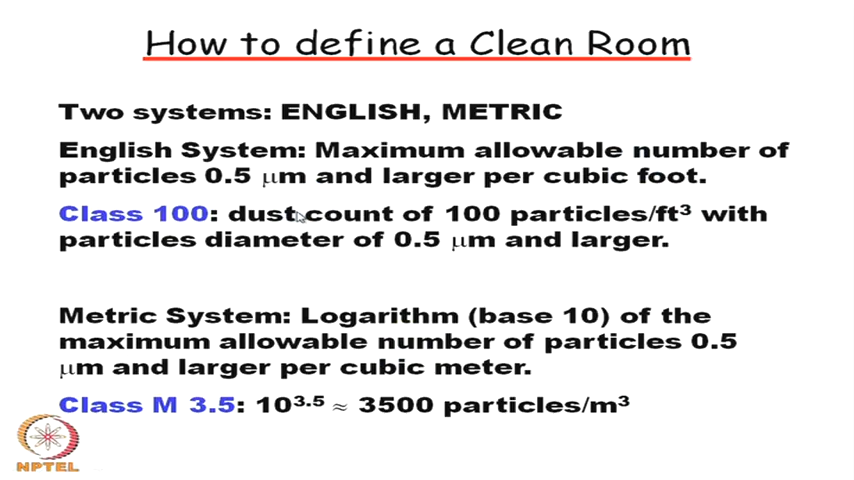 How to define a Clean Room
Two systems: ENGLISH, METRIC
English System: Maximum allowable number of
particles 0.5 μm and larger per cubic foot.
Class 100: dust count of 100 particles/ft³ with
particles diameter of 0.5 μm and larger.
Metric System: Logarithm (base 10) of the
maximum allowable number of particles 0.5
μm and larger per cubic meter.
Class M 3.5: 10³·⁵ ≈ 3500 particles/m³
NPTEL